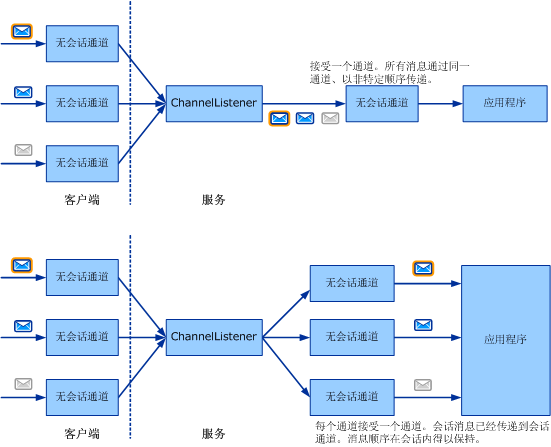 无会话通道
无会话通道
无会话通道
ChannelListener
接受一个通道。所有消息通过同一
通道、以非特定顺序传递。
无会话通道
应用程序
客户端
服务
无会话通道
无会话通道
无会话通道
ChannelListener
无会话通道
无会话通道
无会话通道
应用程序
每个通道接受一个通道。会话消息已经传递到会话
通道。消息顺序在会话内得以保持。
客户端
服务